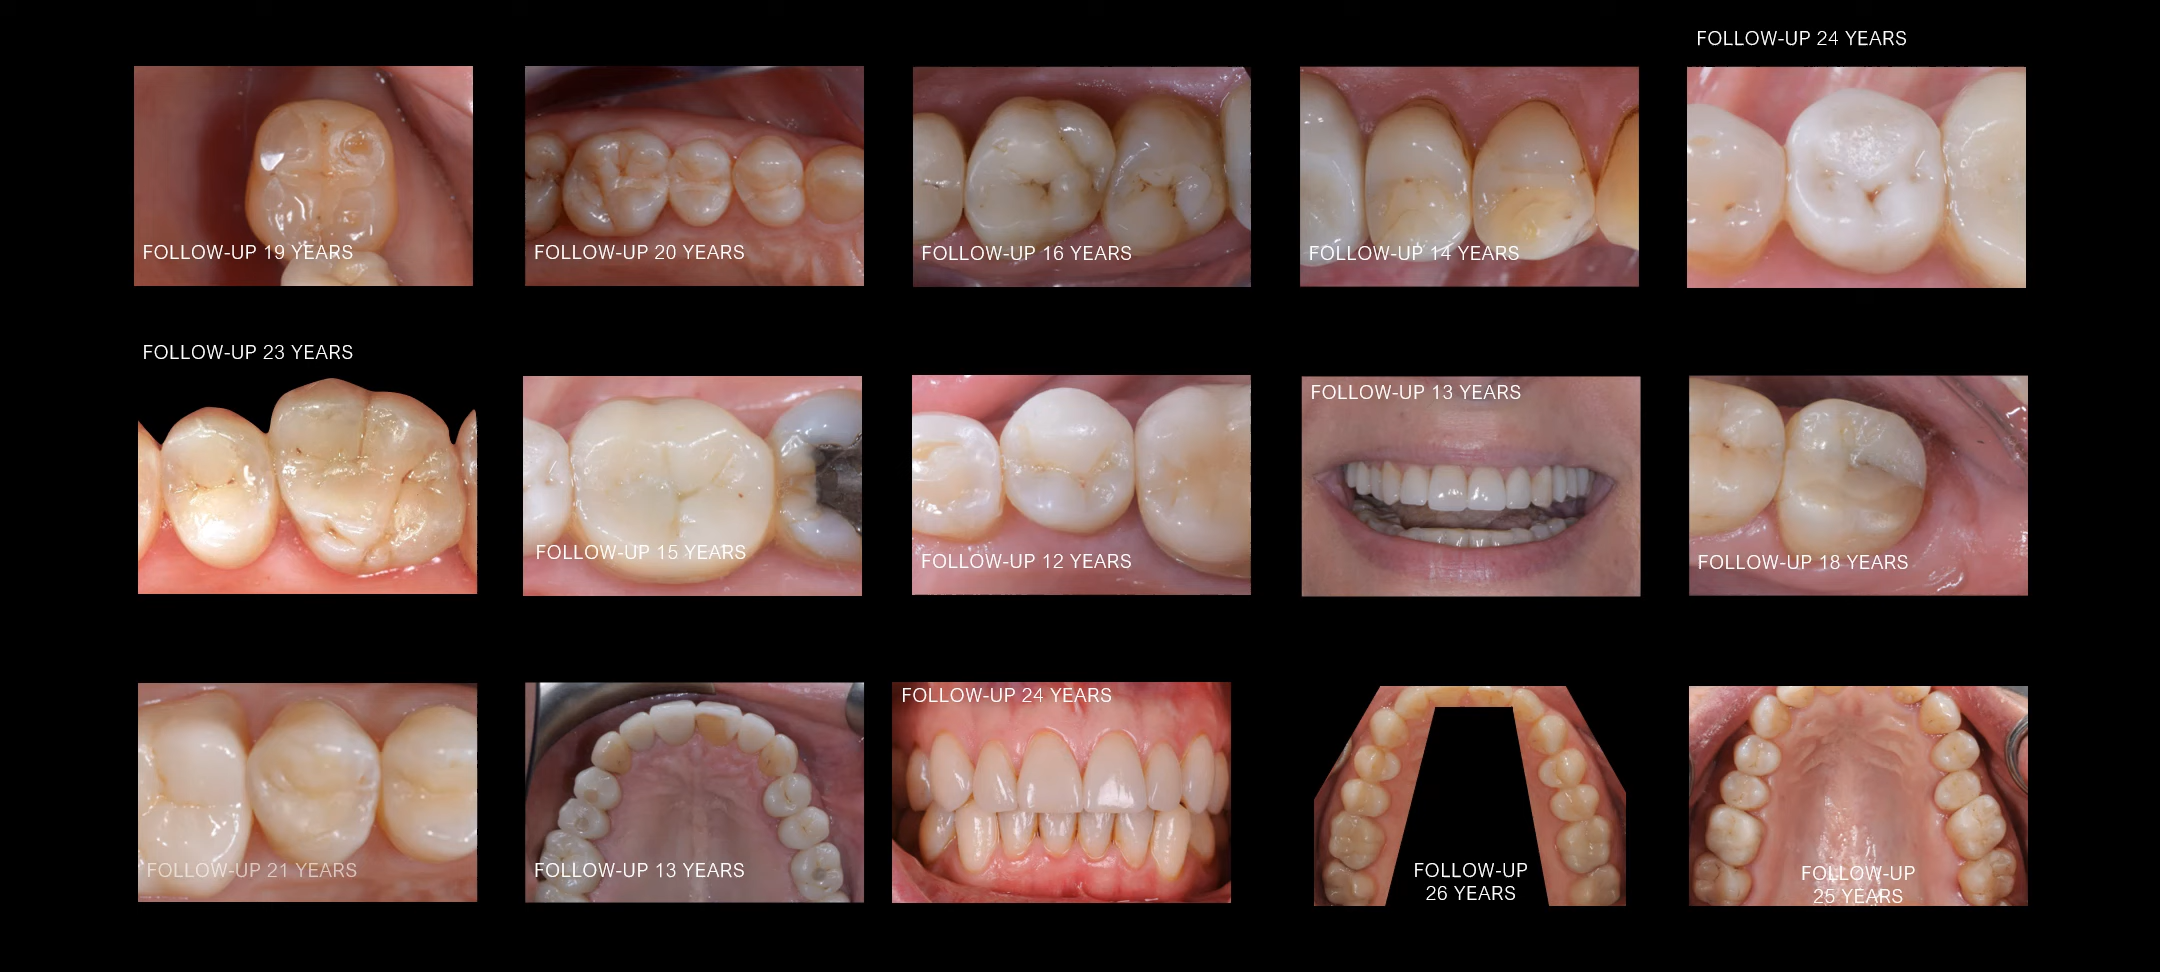 FOLLOW-UP 24 YEARS
FOLLOW-UP 19 YEARS
FOLLOW-UP 20 YEARS
FOLLOW-UP 16 YEARS
FOLLOW-UP 14 YEARS
FOLLOW-UP 23 YEARS
FOLLOW-UP 15 YEARS
FOLLOW-UP 12 YEARS
FOLLOW-UP 13 YEARS
FOLLOW-UP 18 YEARS
FOLLOW-UP 21 YEARS
FOLLOW-UP 13 YEARS
FOLLOW-UP 24 YEARS
FOLLOW-UP
26 YEARS
FOLLOW-UP
25 YEARS